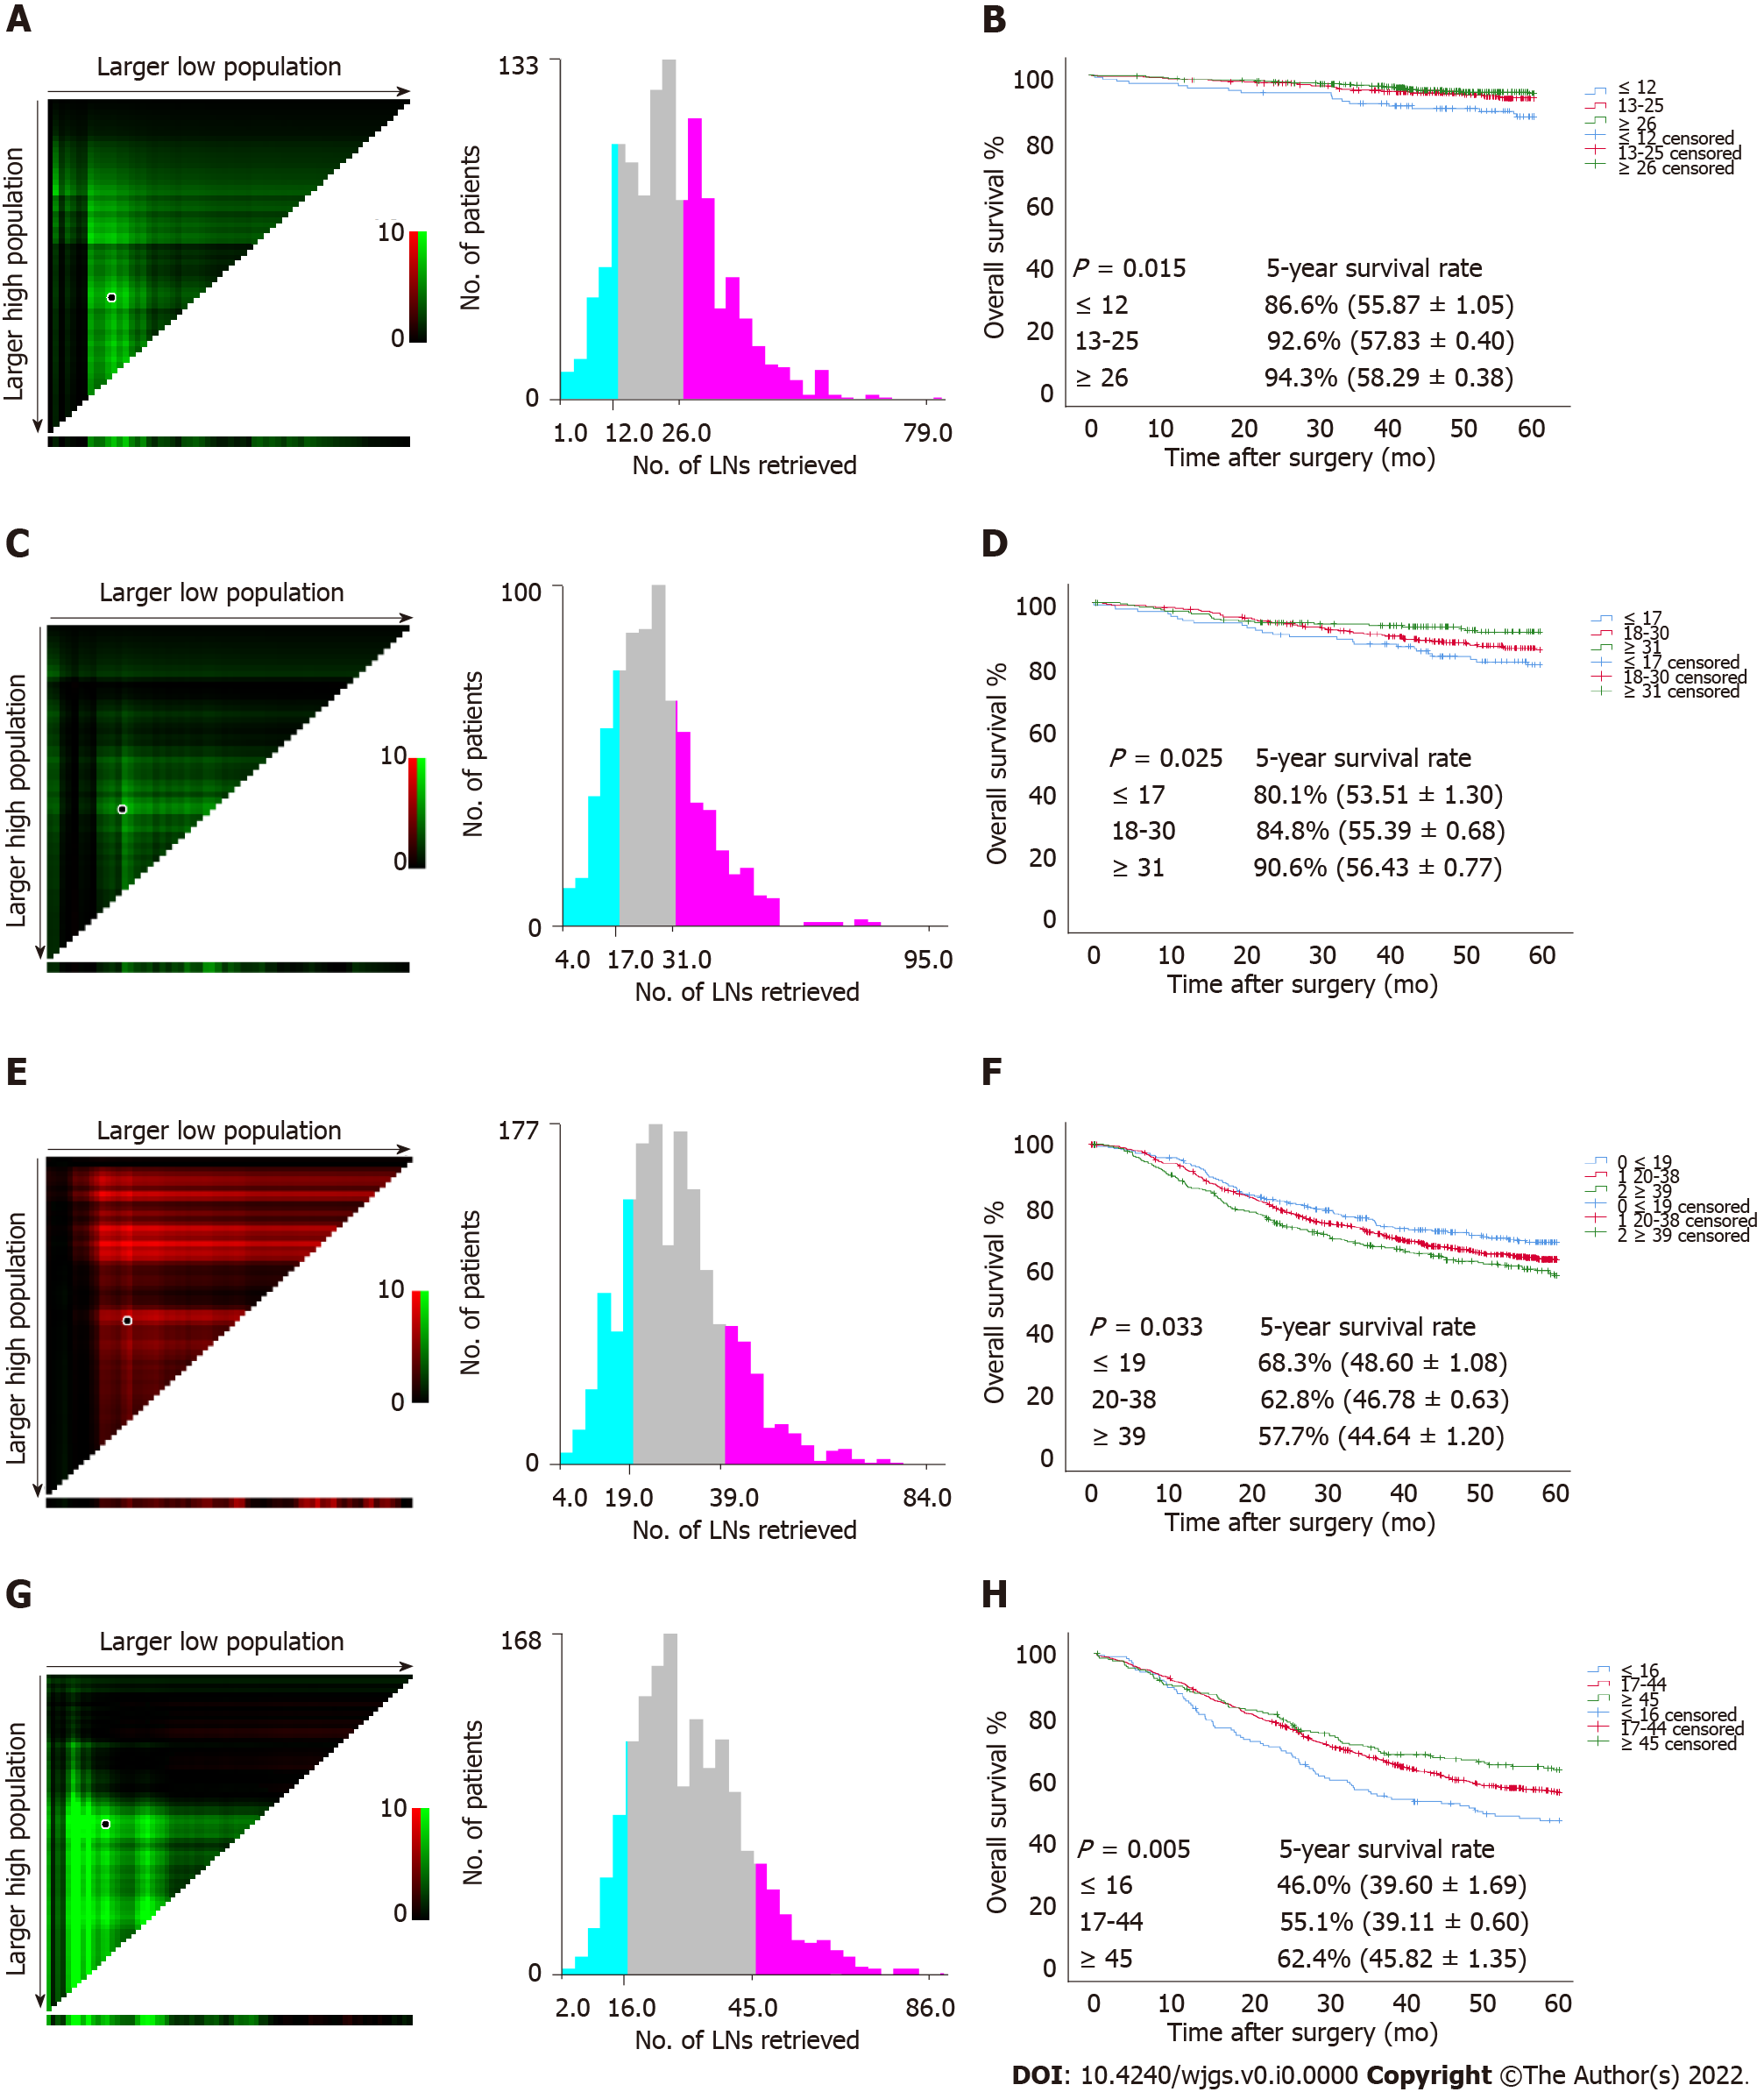 A
Larger low population
Larger high population
10
0
133
No. of patients
0
1.0 12.0 26.0 79.0
No. of LNs retrieved
B
100
80
60
40
20
0
Overall survival %
P = 0.015 5-year survival rate
≤ 12 86.6% (55.87 ± 1.05)
13-25 92.6% (57.83 ± 0.40)
≥ 26 94.3% (58.29 ± 0.38)
0 10 20 30 40 50 60
Time after surgery (mo)
≤ 12
13-25
≥ 26
≤ 12 censored
13-25 censored
≥ 26 censored
C
Larger low population
Larger high population
10
0
100
No. of patients
0
4.0 17.0 31.0 95.0
No. of LNs retrieved
D
100
80
60
40
20
0
Overall survival %
P = 0.025 5-year survival rate
≤ 17 80.1% (53.51 ± 1.30)
18-30 84.8% (55.39 ± 0.68)
≥ 31 90.6% (56.43 ± 0.77)
0 10 20 30 40 50 60
Time after surgery (mo)
≤ 17
18-30
≥ 31
≤ 17 censored
18-30 censored
≥ 31 censored
E
Larger low population
Larger high population
10
0
177
No. of patients
0
4.0 19.0 39.0 84.0
No. of LNs retrieved
F
100
80
60
40
20
0
Overall survival %
P = 0.033 5-year survival rate
≤ 19 68.3% (48.60 ± 1.08)
20-38 62.8% (46.78 ± 0.63)
≥ 39 57.7% (44.64 ± 1.20)
0 10 20 30 40 50 60
Time after surgery (mo)
0 ≤ 19
1 20-38
2 ≥ 39
0 ≤ 19 censored
1 20-38 censored
2 ≥ 39 censored
G
Larger low population
Larger high population
10
0
168
No. of patients
0
2.0 16.0 45.0 86.0
No. of LNs retrieved
H
100
80
60
40
20
0
Overall survival %
P = 0.005 5-year survival rate
≤ 16 46.0% (39.60 ± 1.69)
17-44 55.1% (39.11 ± 0.60)
≥ 45 62.4% (45.82 ± 1.35)
0 10 20 30 40 50 60
Time after surgery (mo)
≤ 16
17-44
≥ 45
≤ 16 censored
17-44 censored
≥ 45 censored
DOI: 10.4240/wjgs.v0.i0.0000 Copyright ©The Author(s) 2022.